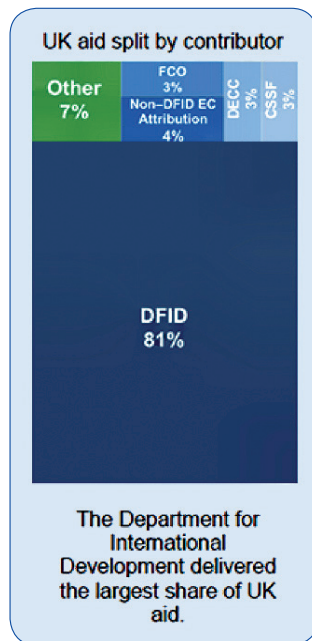 UK aid split by contributor
Other
7%
FCO
3%
Non–DFID EC
Attribution
4%
DECC
3%
CSSF
3%
DFID
81%
The Department for
International
Development delivered
the largest share of UK
aid.